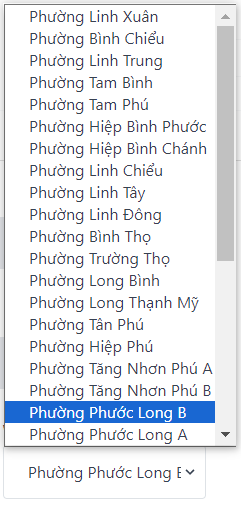 Phường Linh Xuân
Phường Bình Chiểu
Phường Linh Trung
Phường Tam Bình
Phường Tam Phú
Phường Hiệp Bình Phước
Phường Hiệp Bình Chánh
Phường Linh Chiểu
Phường Linh Tây
Phường Linh Đông
Phường Bình Thọ
Phường Trường Thọ
Phường Long Bình
Phường Long Thạnh Mỹ
Phường Tân Phú
Phường Hiệp Phú
Phường Tăng Nhơn Phú A
Phường Tăng Nhơn Phú B
Phường Phước Long B
Phường Phước Long A
Phường Phước Long B